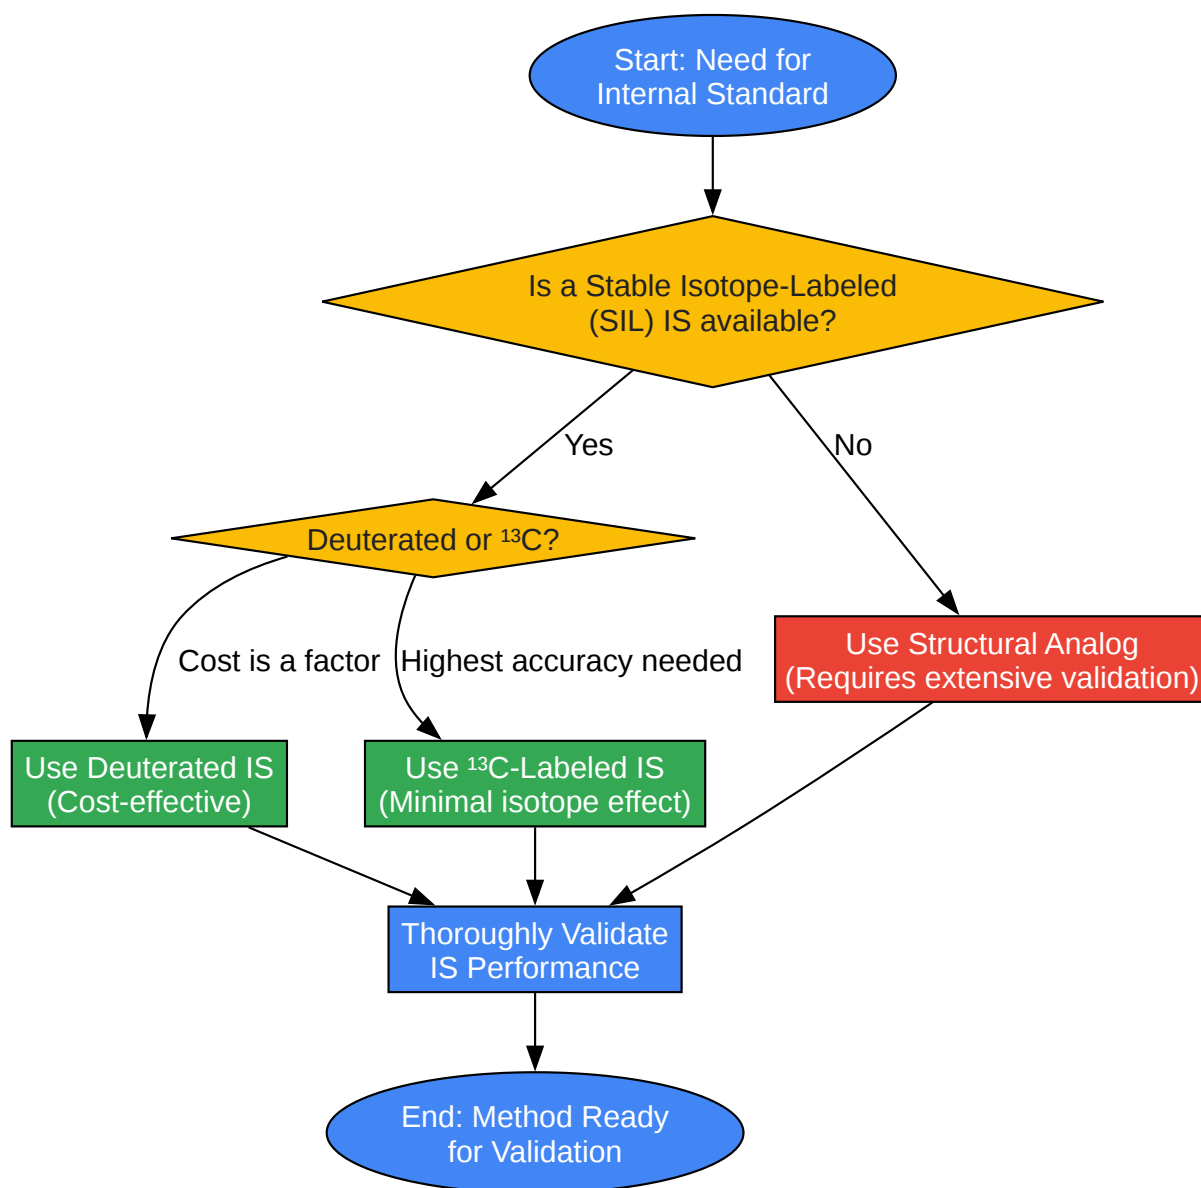 Start: Need for
Internal Standard
Is a Stable Isotope-Labeled
(SIL) IS available?
Yes
No
Deuterated or ¹³C?
Cost is a factor
Highest accuracy needed
Use Structural Analog
(Requires extensive validation)
Use Deuterated IS
(Cost-effective)
Use ¹³C-Labeled IS
(Minimal isotope effect)
Thoroughly Validate
IS Performance
End: Method Ready
for Validation